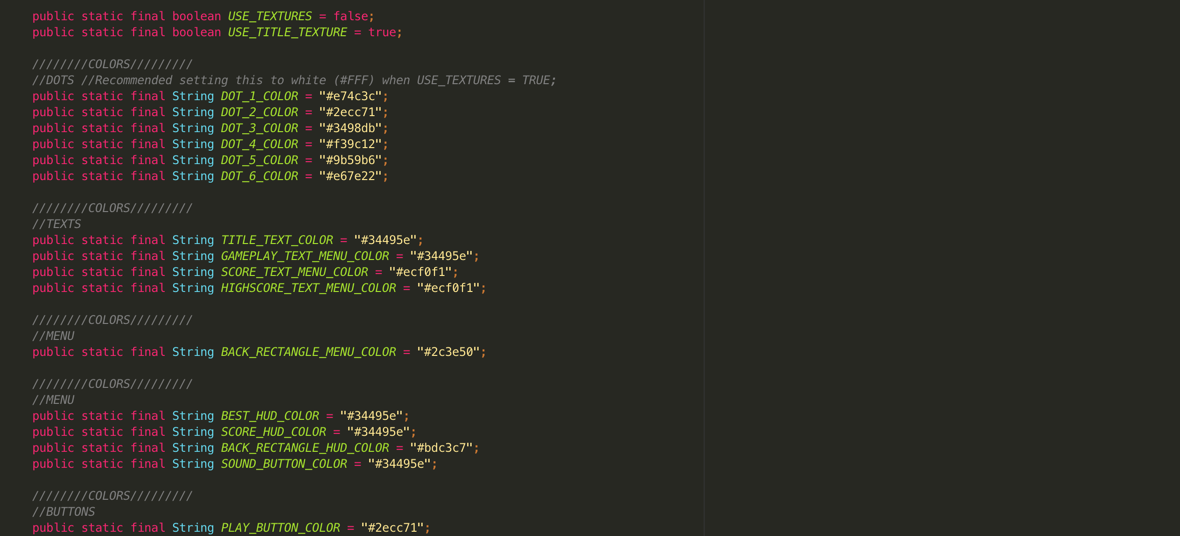 public static final boolean USE_TEXTURES = false;
public static final boolean USE_TITLE_TEXTURE = true;
////////COLORS/////////
//DOTS //Recommended setting this to white (#FFF) when USE_TEXTURES = TRUE;
public static final String DOT_1_COLOR = "#e74c3c";
public static final String DOT_2_COLOR = "#2ecc71";
public static final String DOT_3_COLOR = "#3498db";
public static final String DOT_4_COLOR = "#f39c12";
public static final String DOT_5_COLOR = "#9b59b6";
public static final String DOT_6_COLOR = "#e67e22";
////////COLORS/////////
//TEXTS
public static final String TITLE_TEXT_COLOR = "#34495e";
public static final String GAMEPLAY_TEXT_MENU_COLOR = "#34495e";
public static final String SCORE_TEXT_MENU_COLOR = "#ecf0f1";
public static final String HIGHSCORE_TEXT_MENU_COLOR = "#ecf0f1";
////////COLORS/////////
//MENU
public static final String BACK_RECTANGLE_MENU_COLOR = "#2c3e50";
////////COLORS/////////
//MENU
public static final String BEST_HUD_COLOR = "#34495e";
public static final String SCORE_HUD_COLOR = "#34495e";
public static final String BACK_RECTANGLE_HUD_COLOR = "#bdc3c7";
public static final String SOUND_BUTTON_COLOR = "#34495e";
////////COLORS/////////
//BUTTONS
public static final String PLAY_BUTTON_COLOR = "#2ecc71";